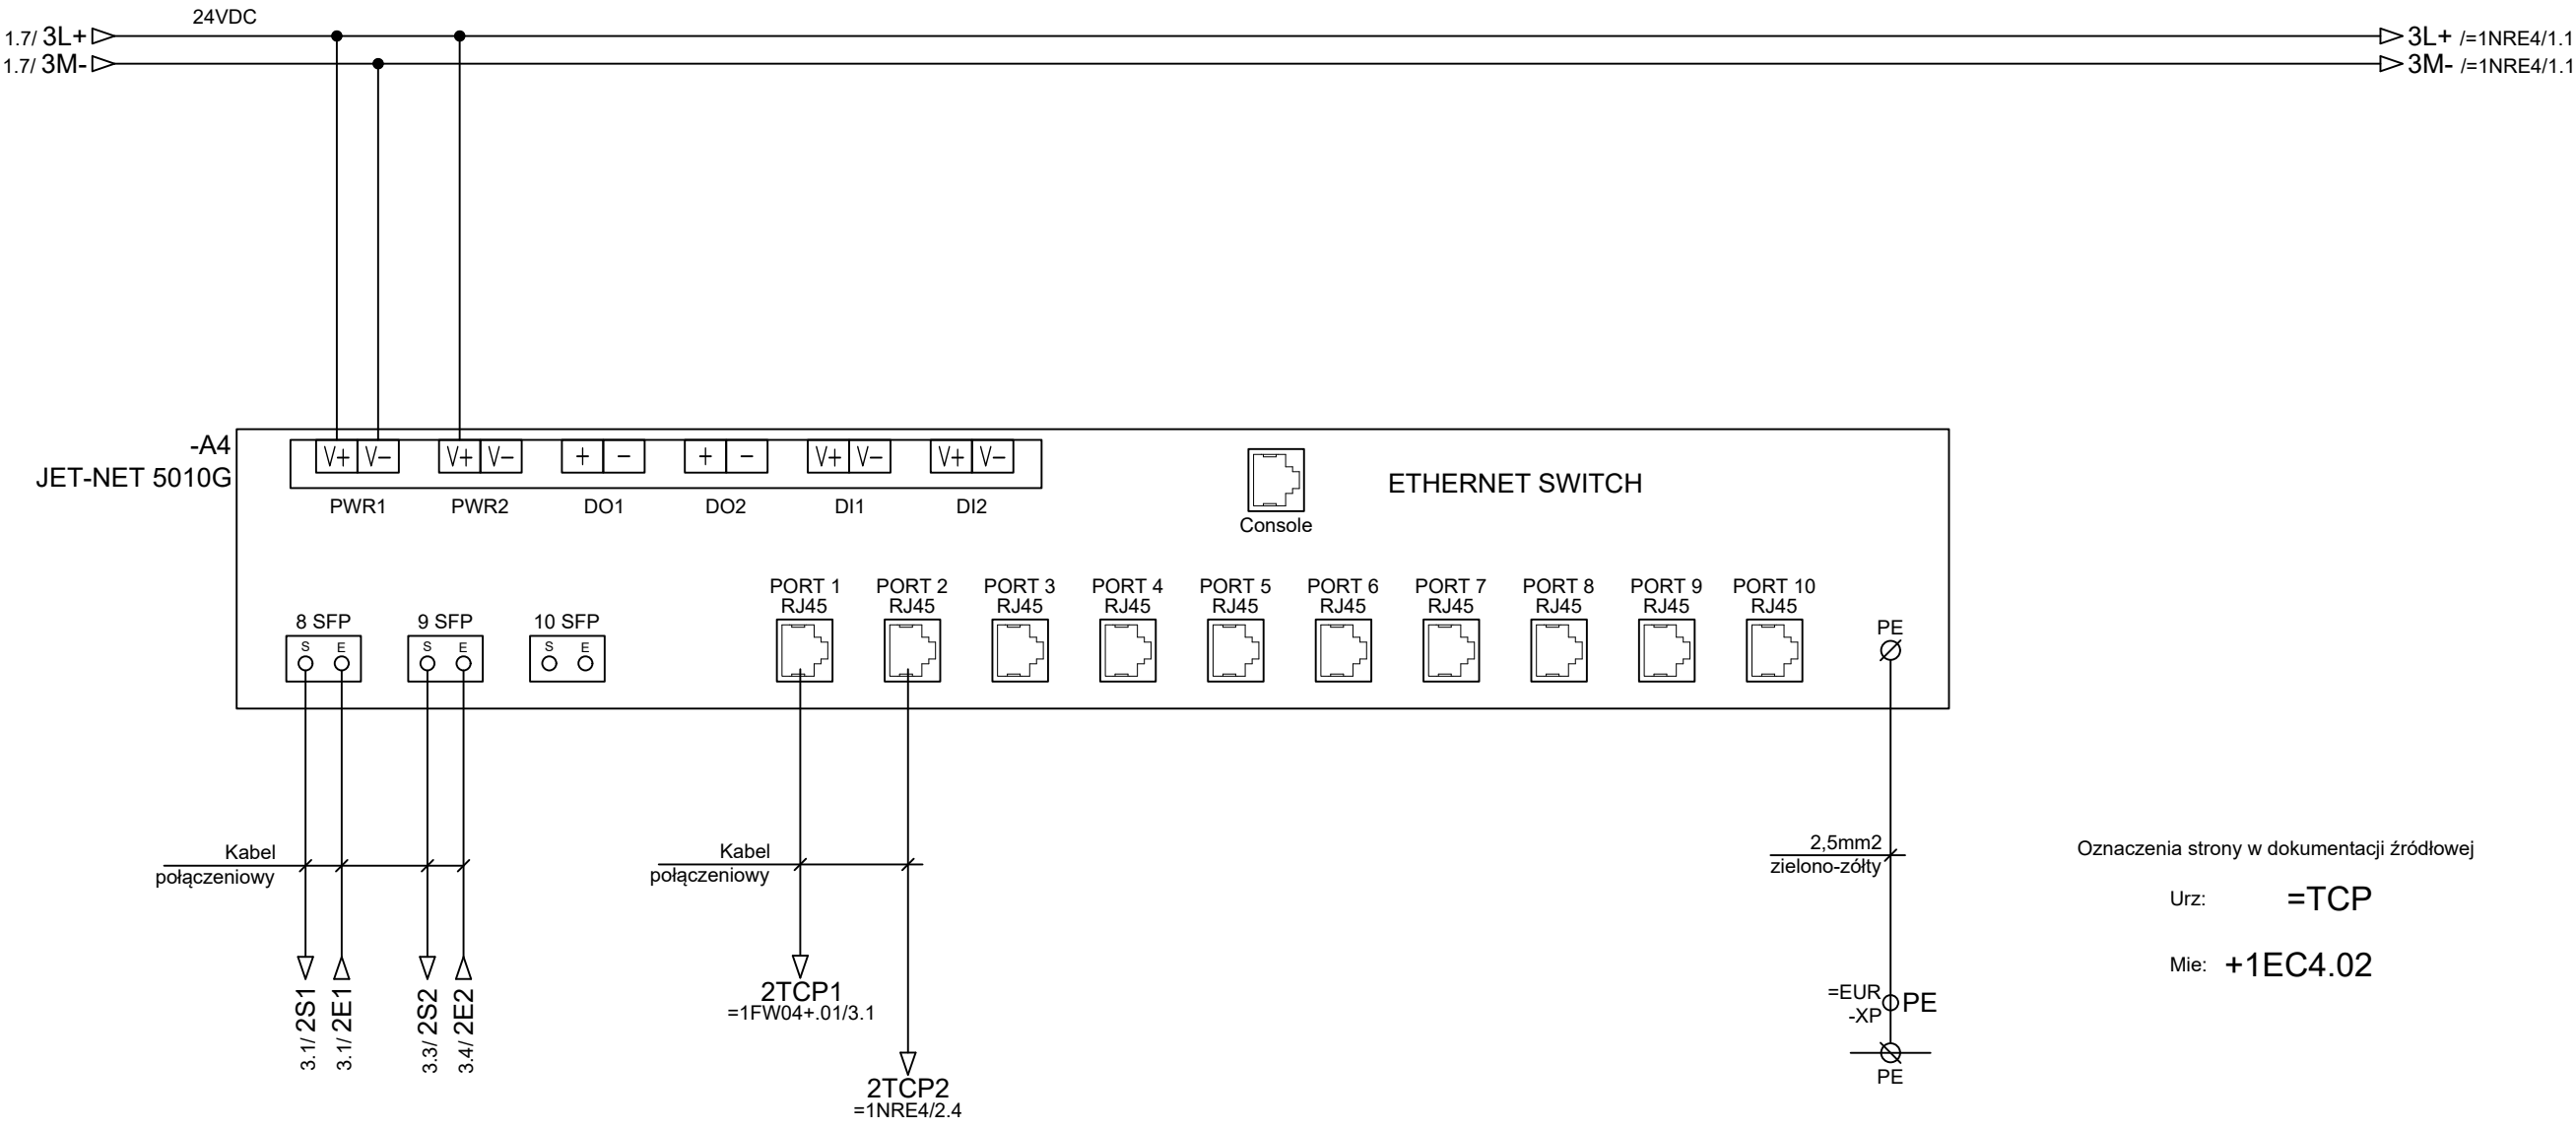 24VDC
1.7/ 3L+
3L+ /=1NRE4/1.1
1.7/ 3M-
3M- /=1NRE4/1.1
-A4
JET-NET 5010G
V+ V− V+ V− + − + − V+ V− V+ V−
PWR1 PWR2 DO1 DO2 DI1 DI2
Console
ETHERNET SWITCH
8 SFP 9 SFP 10 SFP
S E S E S E
PORT 1 PORT 2 PORT 3 PORT 4 PORT 5 PORT 6 PORT 7 PORT 8 PORT 9 PORT 10
RJ45 RJ45 RJ45 RJ45 RJ45 RJ45 RJ45 RJ45 RJ45 RJ45
PE
Kabel
połączeniowy
Kabel
połączeniowy
2,5mm2
zielono-zółty
3.1/ 2S1
3.1/ 2E1
3.3/ 2S2
3.4/ 2E2
2TCP1
=1FW04+.01/3.1
2TCP2
=1NRE4/2.4
=EUR
-XP
PE
PE
Oznaczenia strony w dokumentacji źródłowej
Urz: =TCP
Mie: +1EC4.02